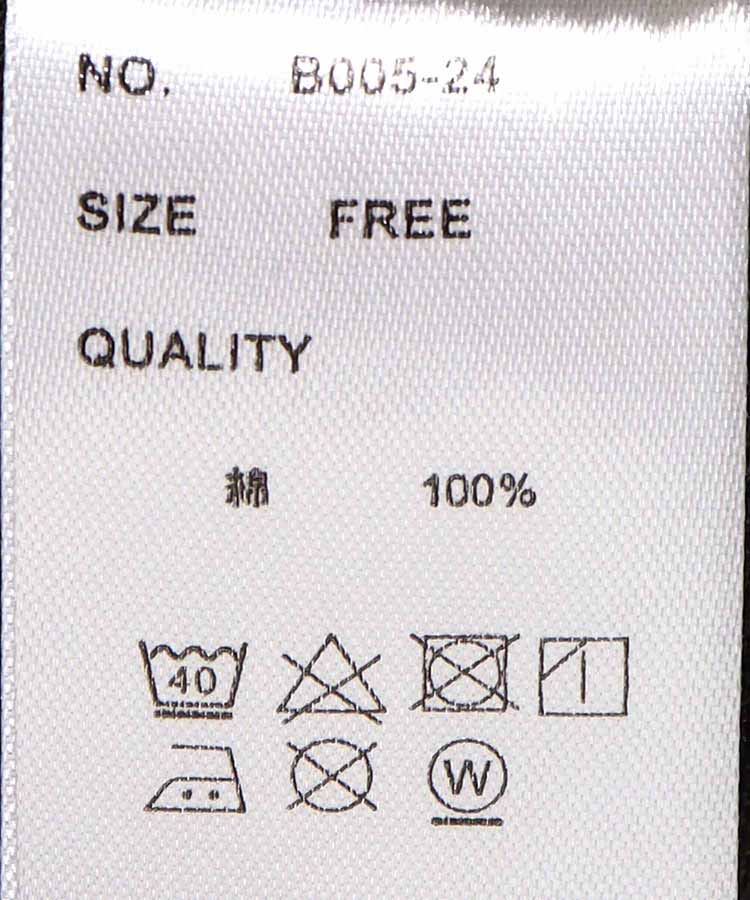 NO. B005-24
SIZE FREE
QUALITY
綿 100%
40
W